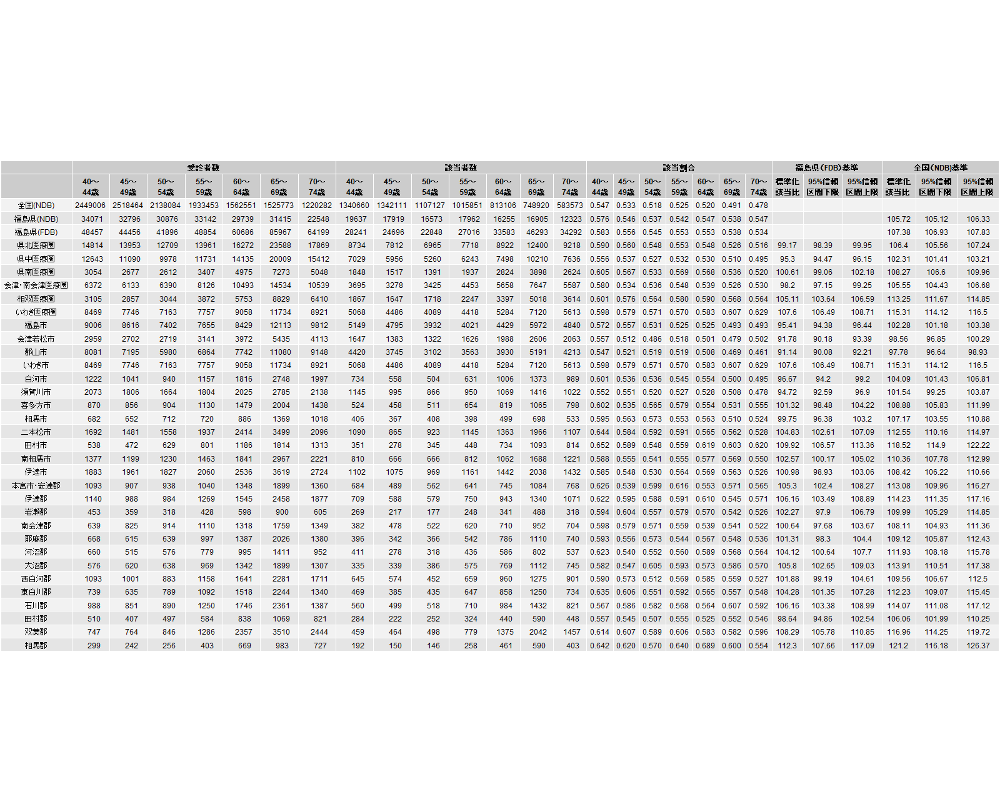 受診者数 該当者数 該当割合 福島県（FDB）基準 全国（NDB)基準
40～ 45～ 50～ 55～ 60～ 65～ 70～ 40～ 45～ 50～ 55～ 60～ 65～ 70～ 40～ 45～ 50～ 55～ 60～ 65～ 70～ 標準化 95%信頼 95%信頼 標準化 95%信頼 95%信頼
44歳 49歳 54歳 59歳 64歳 69歳 74歳 44歳 49歳 54歳 59歳 64歳 69歳 74歳 44歳 49歳 54歳 59歳 64歳 69歳 74歳 該当比 区間下限 区間上限 該当比 区間下限 区間上限
全国(NDB) 2449006 2518464 2138084 1933453 1562551 1525773 1220282 1340660 1342111 1107127 1015851 813106 748920 583573 0.547 0.533 0.518 0.525 0.520 0.491 0.478
福島県(NDB) 34071 32796 30876 33142 29739 31415 22548 19637 17919 16573 17962 16255 16905 12323 0.576 0.546 0.537 0.542 0.547 0.538 0.547 105.72 105.12 106.33
福島県(FDB) 48457 44456 41896 48854 60686 85967 64199 28241 24696 22848 27016 33583 46293 34292 0.583 0.556 0.545 0.553 0.553 0.538 0.534 107.38 106.93 107.83
県北医療圏 14814 13953 12709 13961 16272 23588 17869 8734 7812 6965 7718 8922 12400 9218 0.590 0.560 0.548 0.553 0.548 0.526 0.516 99.17 98.39 99.95 106.4 105.56 107.24
県中医療圏 12643 11090 9978 11731 14135 20009 15412 7029 5956 5260 6243 7498 10210 7636 0.556 0.537 0.527 0.532 0.530 0.510 0.495 95.3 94.47 96.15 102.31 101.41 103.21
県南医療圏 3054 2677 2612 3407 4975 7273 5048 1848 1517 1391 1937 2824 3898 2624 0.605 0.567 0.533 0.569 0.568 0.536 0.520 100.61 99.06 102.18 108.27 106.6 109.96
会津・南会津医療圏 6372 6133 6390 8126 10493 14534 10539 3695 3278 3425 4453 5658 7647 5587 0.580 0.534 0.536 0.548 0.539 0.526 0.530 98.2 97.15 99.25 105.55 104.43 106.68
相双医療圏 3105 2857 3044 3872 5753 8829 6410 1867 1647 1718 2247 3397 5018 3614 0.601 0.576 0.564 0.580 0.590 0.568 0.564 105.11 103.64 106.59 113.25 111.67 114.85
いわき医療圏 8469 7746 7163 7757 9058 11734 8921 5068 4486 4089 4418 5284 7120 5613 0.598 0.579 0.571 0.570 0.583 0.607 0.629 107.6 106.49 108.71 115.31 114.12 116.5
福島市 9006 8616 7402 7655 8429 12113 9812 5149 4795 3932 4021 4429 5972 4840 0.572 0.557 0.531 0.525 0.525 0.493 0.493 95.41 94.38 96.44 102.28 101.18 103.38
会津若松市 2959 2702 2719 3141 3972 5435 4113 1647 1383 1322 1626 1988 2606 2063 0.557 0.512 0.486 0.518 0.501 0.479 0.502 91.78 90.18 93.39 98.56 96.85 100.29
郡山市 8081 7195 5980 6864 7742 11080 9148 4420 3745 3102 3563 3930 5191 4213 0.547 0.521 0.519 0.519 0.508 0.469 0.461 91.14 90.08 92.21 97.78 96.64 98.93
いわき市 8469 7746 7163 7757 9058 11734 8921 5068 4486 4089 4418 5284 7120 5613 0.598 0.579 0.571 0.570 0.583 0.607 0.629 107.6 106.49 108.71 115.31 114.12 116.5
白河市 1222 1041 940 1157 1816 2748 1997 734 558 504 631 1006 1373 989 0.601 0.536 0.536 0.545 0.554 0.500 0.495 96.67 94.2 99.2 104.09 101.43 106.81
須賀川市 2073 1806 1664 1804 2025 2785 2138 1145 995 866 950 1069 1416 1022 0.552 0.551 0.520 0.527 0.528 0.508 0.478 94.72 92.59 96.9 101.54 99.25 103.87
喜多方市 870 856 904 1130 1479 2004 1438 524 458 511 654 819 1065 798 0.602 0.535 0.565 0.579 0.554 0.531 0.555 101.32 98.48 104.22 108.88 105.83 111.99
相馬市 682 652 712 720 886 1369 1018 406 367 408 398 499 698 533 0.595 0.563 0.573 0.553 0.563 0.510 0.524 99.75 96.38 103.2 107.17 103.55 110.88
二本松市 1692 1481 1558 1937 2414 3499 2096 1090 865 923 1145 1363 1966 1107 0.644 0.584 0.592 0.591 0.565 0.562 0.528 104.83 102.61 107.09 112.55 110.16 114.97
田村市 538 472 629 801 1186 1814 1313 351 278 345 448 734 1093 814 0.652 0.589 0.548 0.559 0.619 0.603 0.620 109.92 106.57 113.36 118.52 114.9 122.22
南相馬市 1377 1199 1230 1463 1841 2967 2221 810 666 666 812 1062 1688 1221 0.588 0.555 0.541 0.555 0.577 0.569 0.550 102.57 100.17 105.02 110.36 107.78 112.99
伊達市 1883 1961 1827 2060 2536 3619 2724 1102 1075 969 1161 1442 2038 1432 0.585 0.548 0.530 0.564 0.569 0.563 0.526 100.98 98.93 103.06 108.42 106.22 110.66
本宮市・安達郡 1093 907 938 1040 1348 1899 1360 684 489 562 641 745 1084 768 0.626 0.539 0.599 0.616 0.553 0.571 0.565 105.3 102.4 108.27 113.08 109.96 116.27
伊達郡 1140 988 984 1269 1545 2458 1877 709 588 579 750 943 1340 1071 0.622 0.595 0.588 0.591 0.610 0.545 0.571 106.16 103.49 108.89 114.23 111.35 117.16
岩瀬郡 453 359 318 428 598 900 605 269 217 177 248 341 488 318 0.594 0.604 0.557 0.579 0.570 0.542 0.526 102.27 97.9 106.79 109.99 105.29 114.85
南会津郡 639 825 914 1110 1318 1759 1349 382 478 522 620 710 952 704 0.598 0.579 0.571 0.559 0.539 0.541 0.522 100.64 97.68 103.67 108.11 104.93 111.36
耶麻郡 668 615 639 997 1387 2026 1380 396 342 366 542 786 1110 740 0.593 0.556 0.573 0.544 0.567 0.548 0.536 101.31 98.3 104.4 109.12 105.87 112.43
河沼郡 660 515 576 779 995 1411 952 411 278 318 436 586 802 537 0.623 0.540 0.552 0.560 0.589 0.568 0.564 104.12 100.64 107.7 111.93 108.18 115.78
大沼郡 576 620 638 969 1342 1899 1307 335 339 386 575 769 1112 745 0.582 0.547 0.605 0.593 0.573 0.586 0.570 105.8 102.65 109.03 113.91 110.51 117.38
西白河郡 1093 1001 883 1158 1641 2281 1711 645 574 452 659 960 1275 901 0.590 0.573 0.512 0.569 0.585 0.559 0.527 101.88 99.19 104.61 109.56 106.67 112.5
東白川郡 739 635 789 1092 1518 2244 1340 469 385 435 647 858 1250 734 0.635 0.606 0.551 0.592 0.565 0.557 0.548 104.28 101.35 107.28 112.23 109.07 115.45
石川郡 988 851 890 1250 1746 2361 1387 560 499 518 710 984 1432 821 0.567 0.586 0.582 0.568 0.564 0.607 0.592 106.16 103.38 108.99 114.07 111.08 117.12
田村郡 510 407 497 584 838 1069 821 284 222 252 324 440 590 448 0.557 0.545 0.507 0.555 0.525 0.552 0.546 98.64 94.86 102.54 106.06 101.99 110.25
双葉郡 747 764 846 1286 2357 3510 2444 459 464 498 779 1375 2042 1457 0.614 0.607 0.589 0.606 0.583 0.582 0.596 108.29 105.78 110.85 116.96 114.25 119.72
相馬郡 299 242 256 403 669 983 727 192 150 146 258 461 590 403 0.642 0.620 0.570 0.640 0.689 0.600 0.554 112.3 107.66 117.09 121.2 116.18 126.37